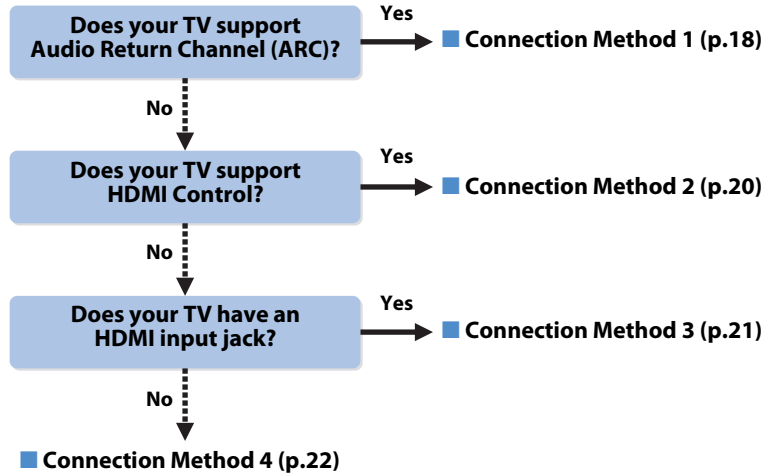 Does your TV support
Audio Return Channel (ARC)?
Yes
Connection Method 1 (p.18)
No
Does your TV support
HDMI Control?
Yes
Connection Method 2 (p.20)
No
Does your TV have an
HDMI input jack?
Yes
Connection Method 3 (p.21)
No
Connection Method 4 (p.22)